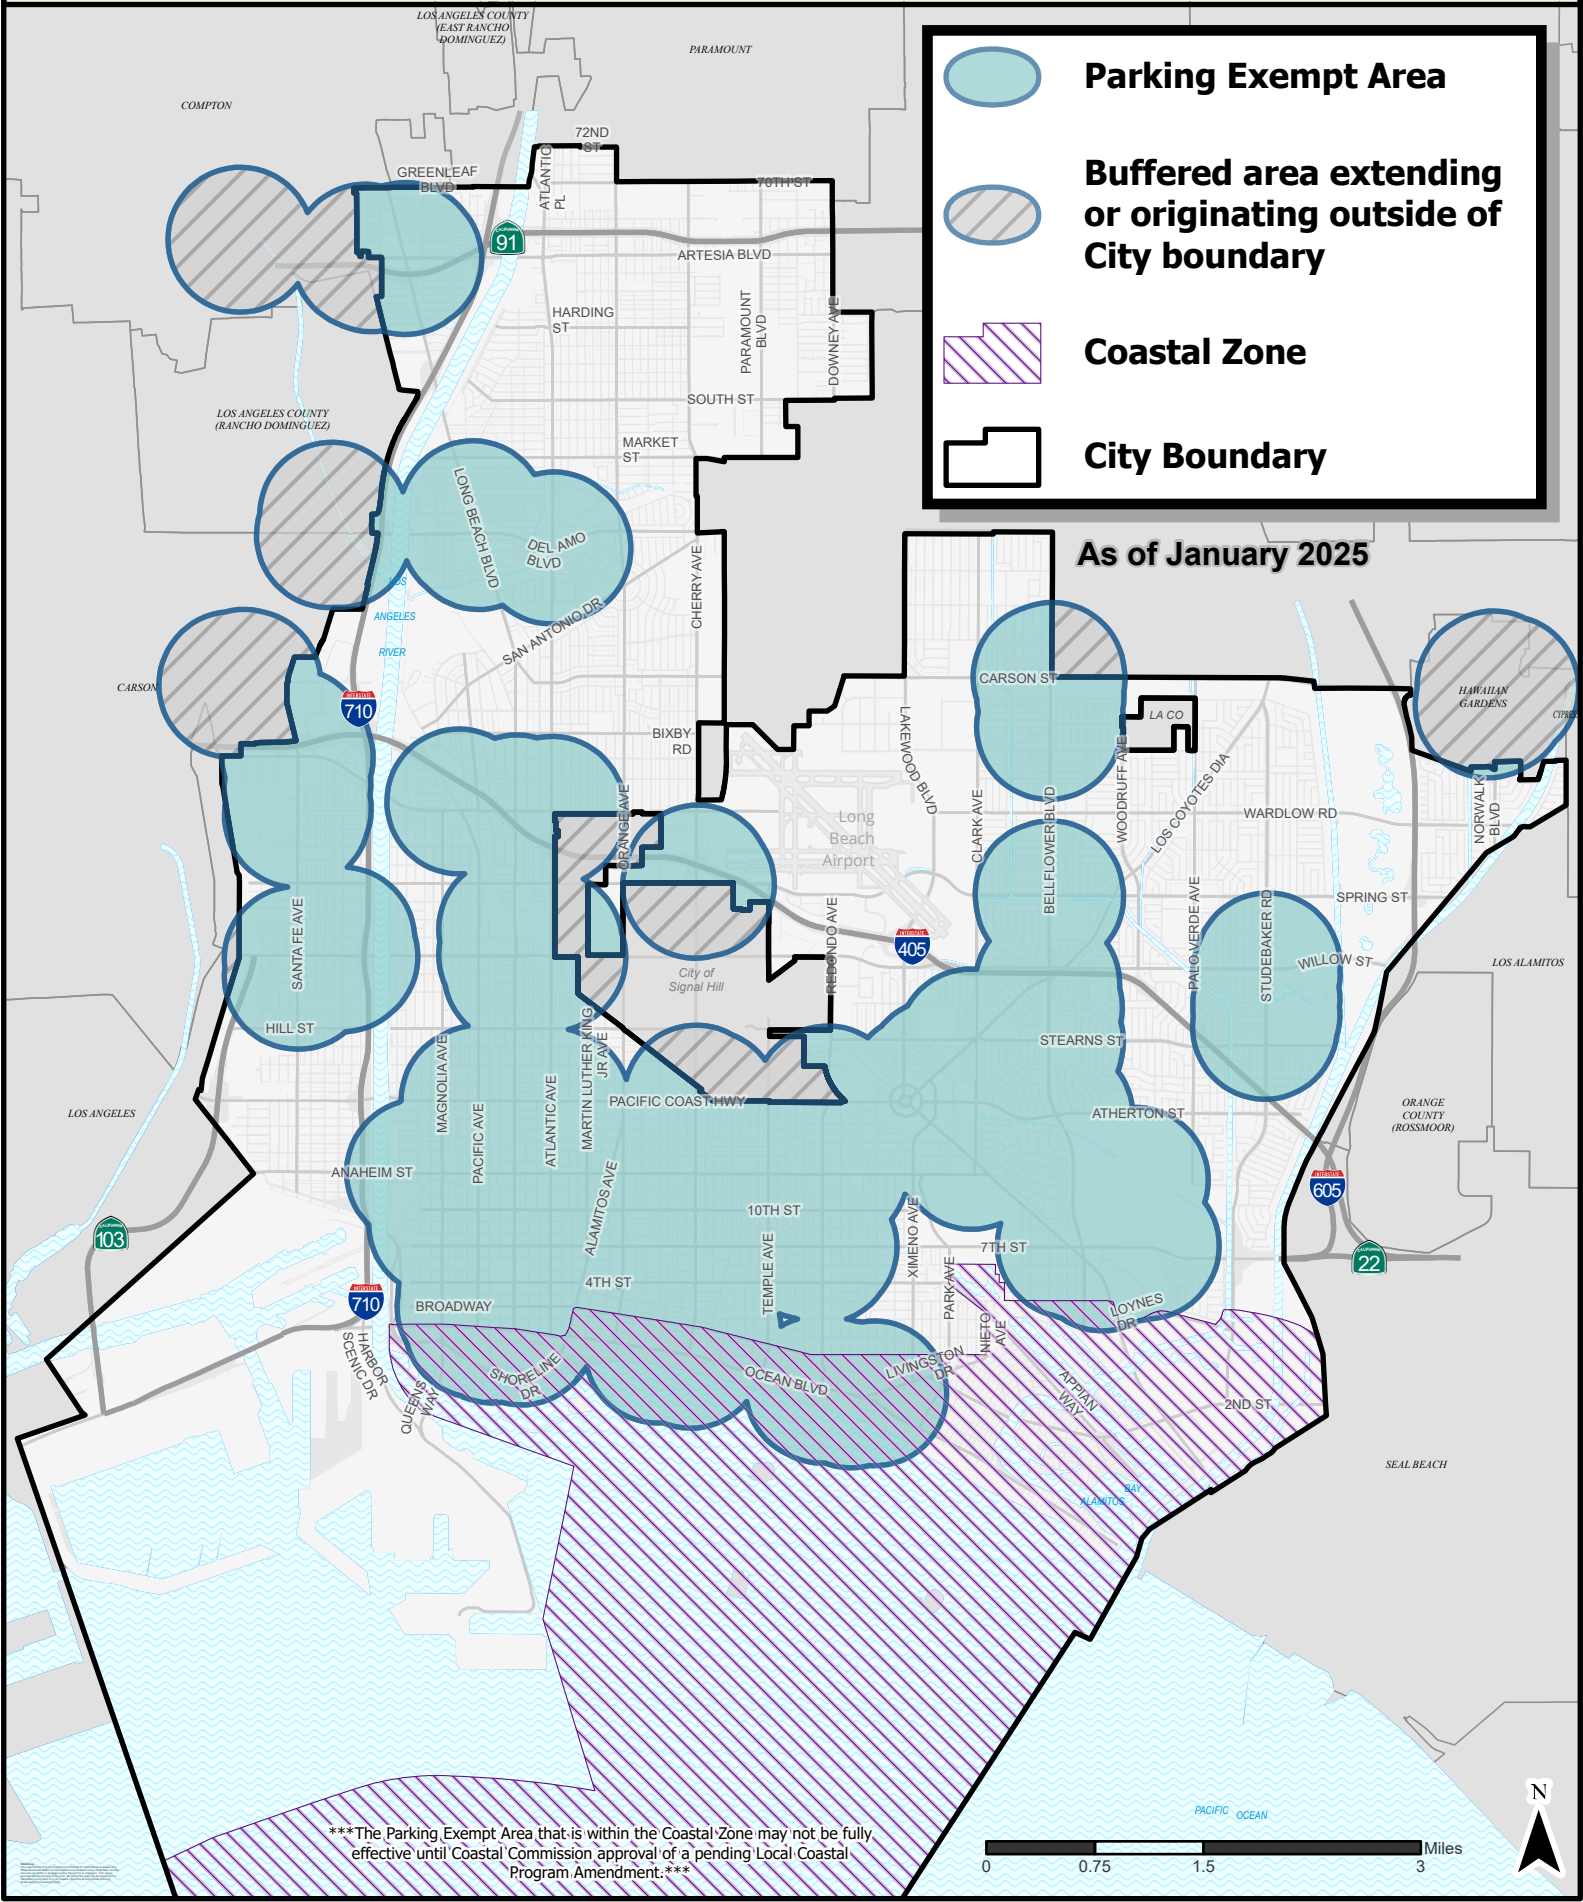 LOS ANGELES COUNTY
(EAST RANCHO
DOMINGUEZ)
PARAMOUNT
COMPTON
Parking Exempt Area
Buffered area extending
or originating outside of
City boundary
Coastal Zone
City Boundary
As of January 2025
72ND
ST
GREENLEAF
BLVD
ATLANTIC
PL
70TH ST
CALIFORNIA
91
ARTESIA BLVD
HARDING
ST
PARAMOUNT
BLVD
DOWNEY AVE
SOUTH ST
LOS ANGELES COUNTY
(RANCHO DOMINGUEZ)
MARKET
ST
LONG BEACH BLVD
DEL AMO
BLVD
CHERRY AVE
LOS
ANGELES
RIVER
SAN ANTONIO DR
CARSON
INTERSTATE
710
CARSON ST
HAWAIIAN
GARDENS
LA CO
BIXBY
RD
LAKEWOOD BLVD
WOODRUFF AVE
LOS COYOTES DIA
ORANGE AVE
Long
Beach
Airport
CLARK AVE
BELLFLOWER BLVD
WARDLOW RD
NORWALK
BLVD
SANTA FE AVE
SPRING ST
PALO VERDE AVE
STUDEBAKER RD
REDONDO AVE
INTERSTATE
405
WILLOW ST
LOS ALAMITOS
City of
Signal Hill
HILL ST
MAGNOLIA AVE
MARTIN LUTHER KING
JR AVE
STEARNS ST
LOS ANGELES
PACIFIC AVE
ATLANTIC AVE
PACIFIC COAST HWY
ATHERTON ST
ORANGE
COUNTY
(ROSSMOOR)
ANAHEIM ST
ALAMITOS AVE
INTERSTATE
605
CALIFORNIA
103
10TH ST
XIMENO AVE
TEMPLE AVE
7TH ST
CALIFORNIA
22
4TH ST
PARK AVE
INTERSTATE
710
BROADWAY
LOYNES
DR
NIETO
AVE
HARBOR
SCENIC DR
SHORELINE
DR
OCEAN BLVD
LIVINGSTON
DR
QUEENS
WAY
APPIAN
WAY
2ND ST
SEAL BEACH
ALAMITOS
BAY
PACIFIC OCEAN
N
***The Parking Exempt Area that is within the Coastal Zone may not be fully
effective until Coastal Commission approval of a pending Local Coastal
Program Amendment.***
Miles
0 0.75 1.5 3